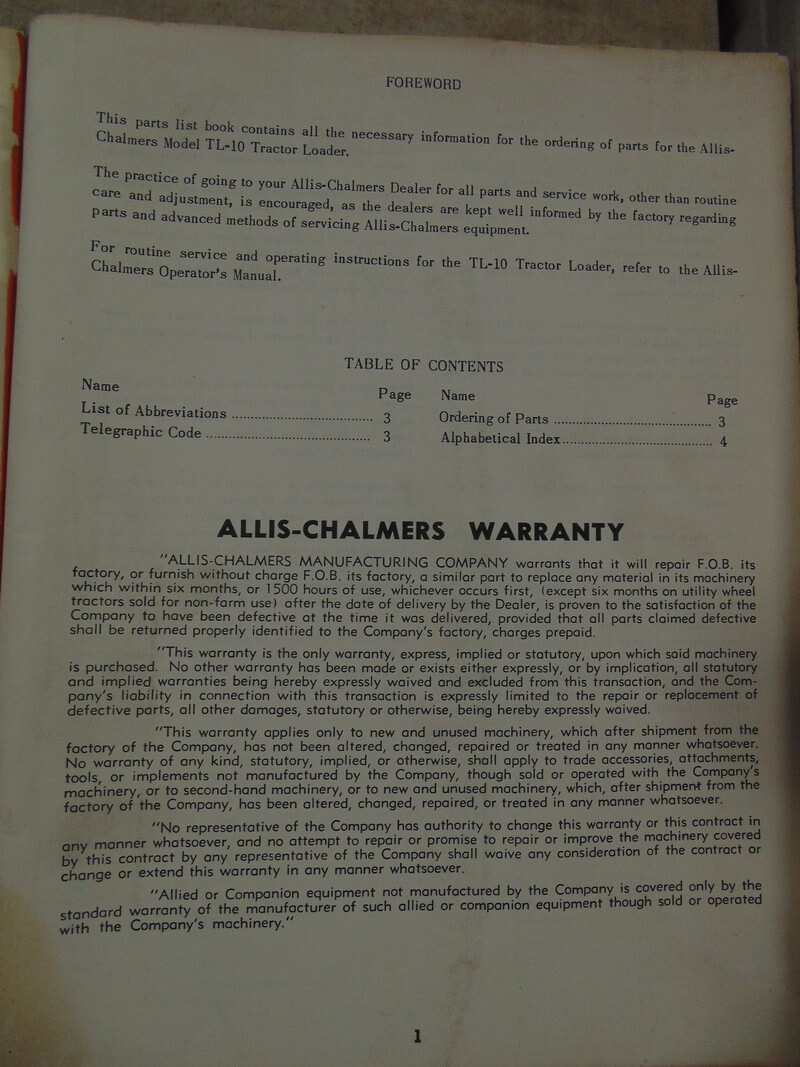 FOREWORD
This parts list book contains all the necessary information for the ordering of parts for the Allis-
Chalmers Model TL-10 Tractor Loader.
The practice of going to your Allis-Chalmers Dealer for all parts and service work, other than routine
care and adjustment, is encouraged, as the dealers are kept well informed by the factory regarding
parts and advanced methods of servicing Allis-Chalmers equipment.
For routine service and operating instructions for the TL-10 Tractor Loader, refer to the Allis-
Chalmers Operator's Manual.
TABLE OF CONTENTS
Name Page Name Page
List of Abbreviations ........................................ 3 Ordering of Parts ............................................. 3
Telegraphic Code ............................................... 3 Alphabetical Index........................................... 4
ALLIS-CHALMERS WARRANTY
"ALLIS-CHALMERS MANUFACTURING COMPANY warrants that it will repair F.O.B. its
factory, or furnish without charge F.O.B. its factory, a similar part to replace any material in its machinery
which within six months, or 1500 hours of use, whichever occurs first, (except six months on utility wheel
tractors sold for non-farm use) after the date of delivery by the Dealer, is proven to the satisfaction of the
Company to have been defective at the time it was delivered, provided that all parts claimed defective
shall be returned properly identified to the Company's factory, charges prepaid.
"This warranty is the only warranty, express, implied or statutory, upon which said machinery
is purchased. No other warranty has been made or exists either expressly, or by implication, all statutory
and implied warranties being hereby expressly waived and excluded from this transaction, and the Com-
pany's liability in connection with this transaction is expressly limited to the repair or replacement of
defective parts, all other damages, statutory or otherwise, being hereby expressly waived.
"This warranty applies only to new and unused machinery, which after shipment from the
factory of the Company, has not been altered, changed, repaired or treated in any manner whatsoever.
No warranty of any kind, statutory, implied, or otherwise, shall apply to trade accessories, attachments,
tools, or implements not manufactured by the Company, though sold or operated with the Company's
machinery, or to second-hand machinery, or to new and unused machinery, which, after shipment from the
factory of the Company, has been altered, changed, repaired, or treated in any manner whatsoever.
"No representative of the Company has authority to change this warranty or this contract in
any manner whatsoever, and no attempt to repair or promise to repair or improve the machinery covered
by this contract by any representative of the Company shall waive any consideration of the contract or
change or extend this warranty in any manner whatsoever.
"Allied or Companion equipment not manufactured by the Company is covered only by the
standard warranty of the manufacturer of such allied or companion equipment though sold or operated
with the Company's machinery."
1